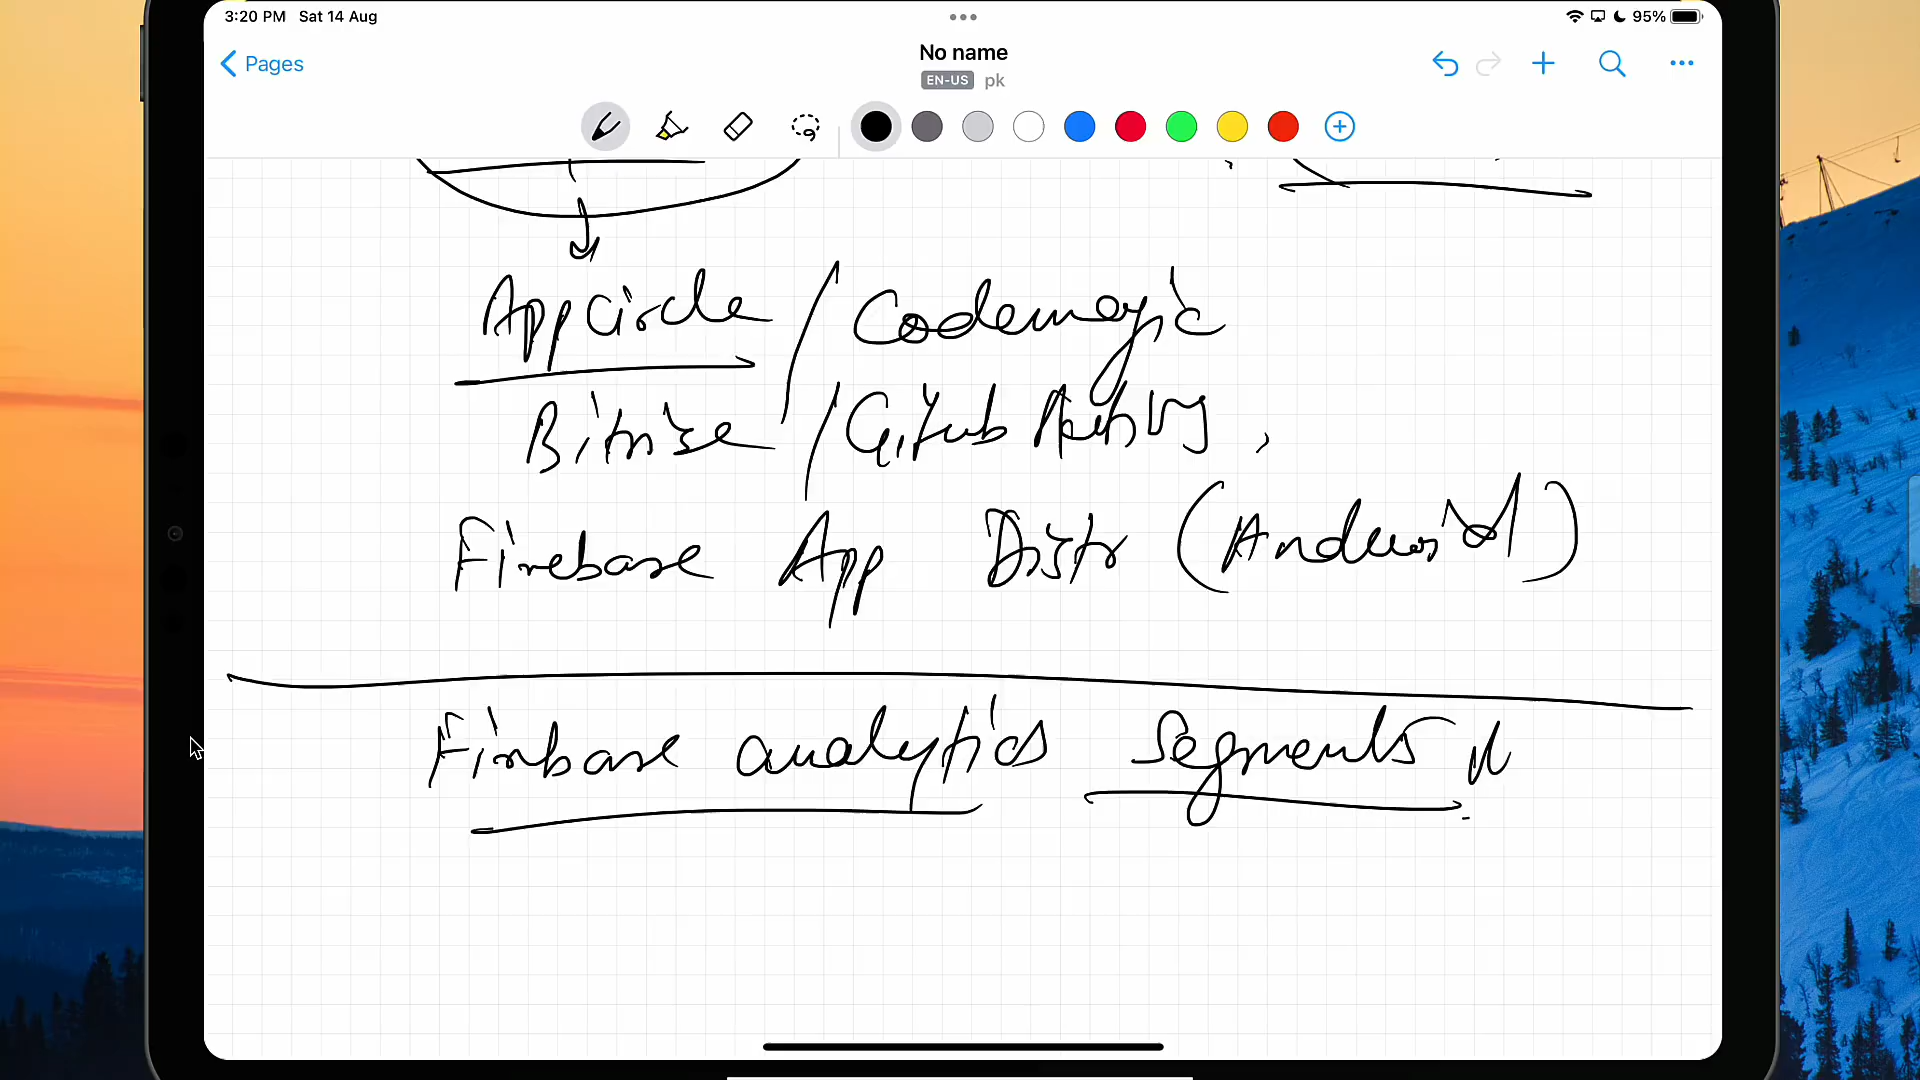 3:20 PM Sat 14 Aug
95%
Pages
No name
EN-US pk
AppCircle / Codemagic
Bitrise / GitHub Actions,
Firebase App Distr (Android)
Firebase analytics Segments